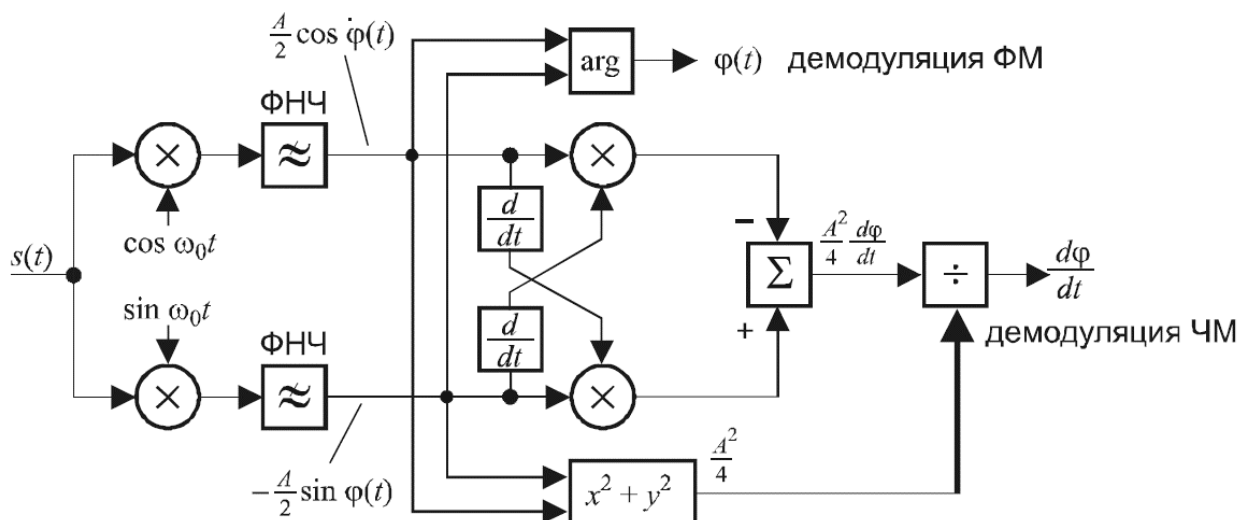 A/2 cos φ(t)
arg
φ(t) демодуляция ФМ
ФНЧ
×
≈
×
cos ω₀t
d/dt
s(t)
−
Σ
A²/4 dφ/dt
÷
dφ/dt
sin ω₀t
d/dt
+
демодуляция ЧМ
ФНЧ
×
≈
×
−A/2 sin φ(t)
x² + y²
A²/4